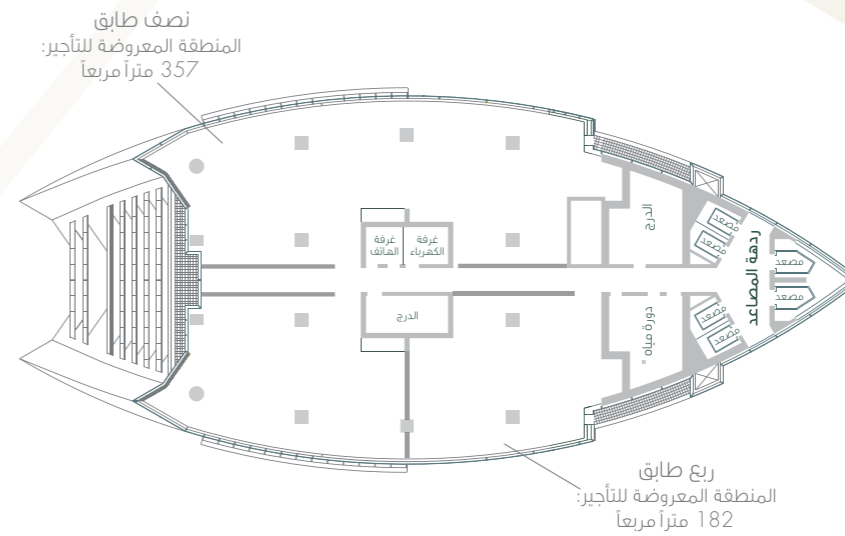 نصف طابق
المنطقة المعروضة للتأجير:
357 متراً مربعاً
الدرج
مصعد
مصعد
ردهة المصاعد
مصعد
مصعد
غرفة الهاتف
غرفة الكهرباء
الدرج
دورة مياه
مصعد
مصعد
ربع طابق
المنطقة المعروضة للتأجير:
182 متراً مربعاً